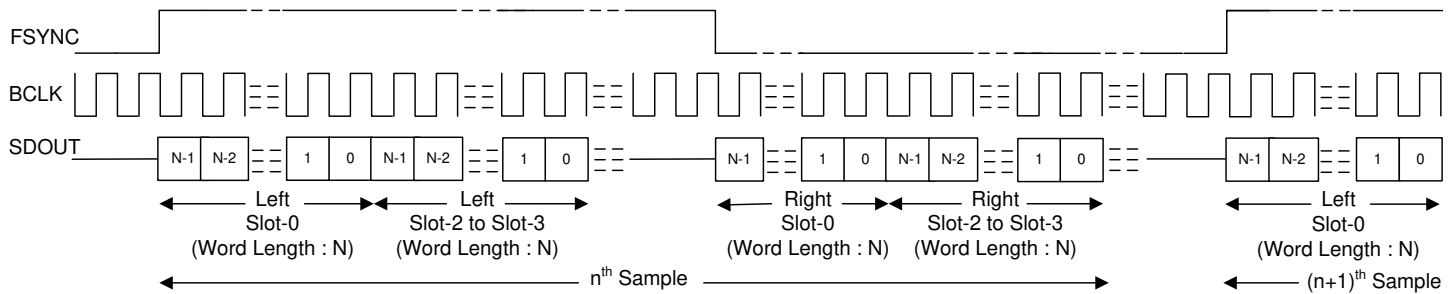 FSYNC
BCLK
SDOUT
N-1 N-2 1 0 N-1 N-2 1 0 N-1 1 0 N-1 N-2 1 0 N-1 N-2 1 0
Left Left Right Right Left
Slot-0 Slot-2 to Slot-3 Slot-0 Slot-2 to Slot-3 Slot-0
(Word Length : N) (Word Length : N) (Word Length : N) (Word Length : N) (Word Length : N)
nth Sample (n+1)th Sample